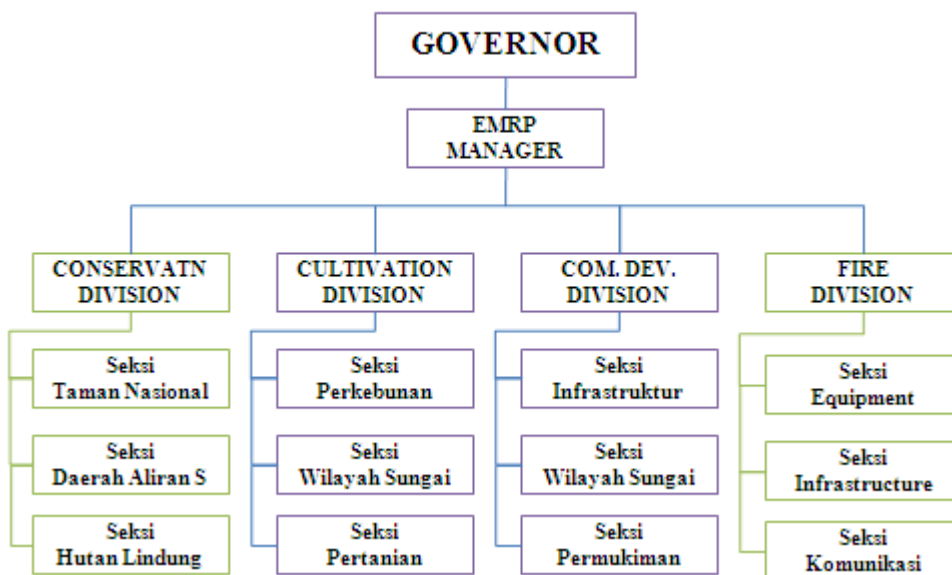 GOVERNOR
EMRP
MANAGER
CONSERVATN
DIVISION
CULTIVATION
DIVISION
COM. DEV.
DIVISION
FIRE
DIVISION
Seksi
Taman Nasional
Seksi
Daerah Aliran S
Seksi
Hutan Lindung
Seksi
Perkebunan
Seksi
Wilayah Sungai
Seksi
Pertanian
Seksi
Infrastruktur
Seksi
Wilayah Sungai
Seksi
Permukiman
Seksi
Equipment
Seksi
Infrastructure
Seksi
Komunikasi